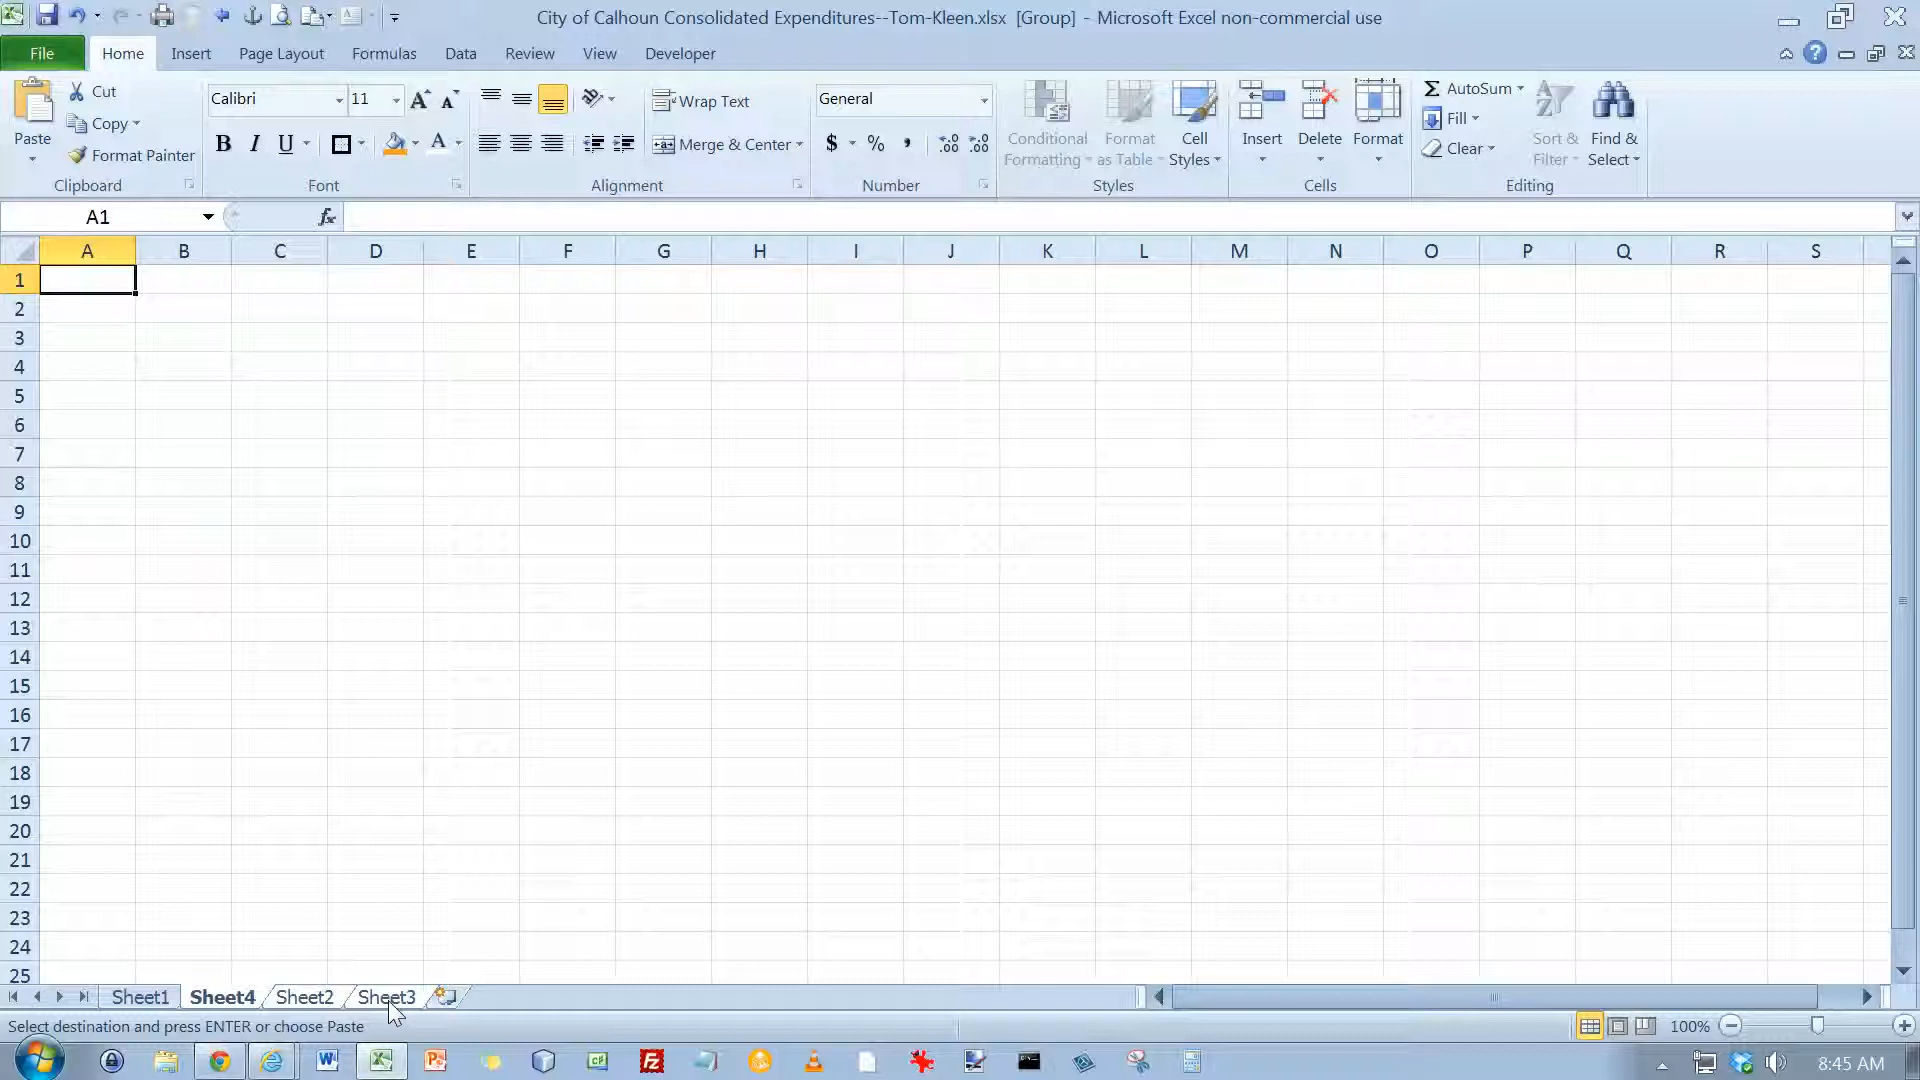 City of Calhoun Consolidated Expenditures--Tom-Kleen.xlsx [Group] - Microsoft Excel non-commercial use
File Home Insert Page Layout Formulas Data Review View Developer
Paste
Cut
Copy
Format Painter
Clipboard
Calibri 11
B I U A
Font
Wrap Text
Merge & Center
Alignment
General
$ % , .00 .00
Number
Conditional Formatting
Format as Table
Cell Styles
Styles
Insert Delete Format
Cells
Σ AutoSum
Fill
Clear
Sort & Filter
Find & Select
Editing
A1 fx
A B C D E F G H I J K L M N O P Q R S
1
2
3
4
5
6
7
8
9
10
11
12
13
14
15
16
17
18
19
20
21
22
23
24
25
Sheet1 Sheet4 Sheet2 Sheet3
Select destination and press ENTER or choose Paste 100%
8:45 AM